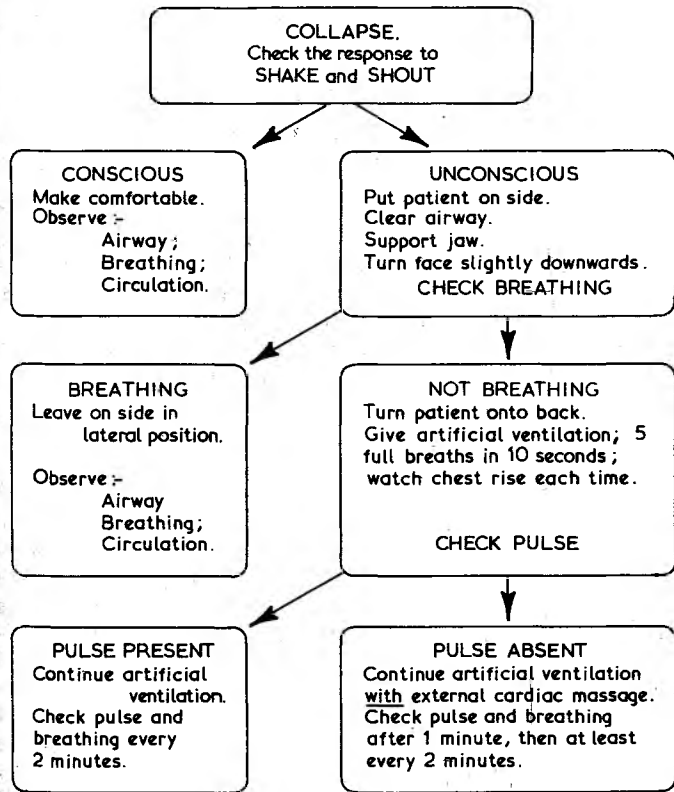 COLLAPSE.
Check the response to
SHAKE and SHOUT
CONSCIOUS
Make comfortable.
Observe :-
Airway ;
Breathing ;
Circulation.
UNCONSCIOUS
Put patient on side.
Clear airway.
Support jaw.
Turn face slightly downwards.
CHECK BREATHING
BREATHING
Leave on side in
lateral position.
Observe :-
Airway
Breathing;
Circulation.
NOT BREATHING
Turn patient onto back.
Give artificial ventilation; 5
full breaths in 10 seconds ;
watch chest rise each time.
CHECK PULSE
PULSE PRESENT
Continue artificial
ventilation.
Check pulse and
breathing every
2 minutes.
PULSE ABSENT
Continue artificial ventilation
with external cardiac massage.
Check pulse and breathing
after 1 minute, then at least
every 2 minutes.